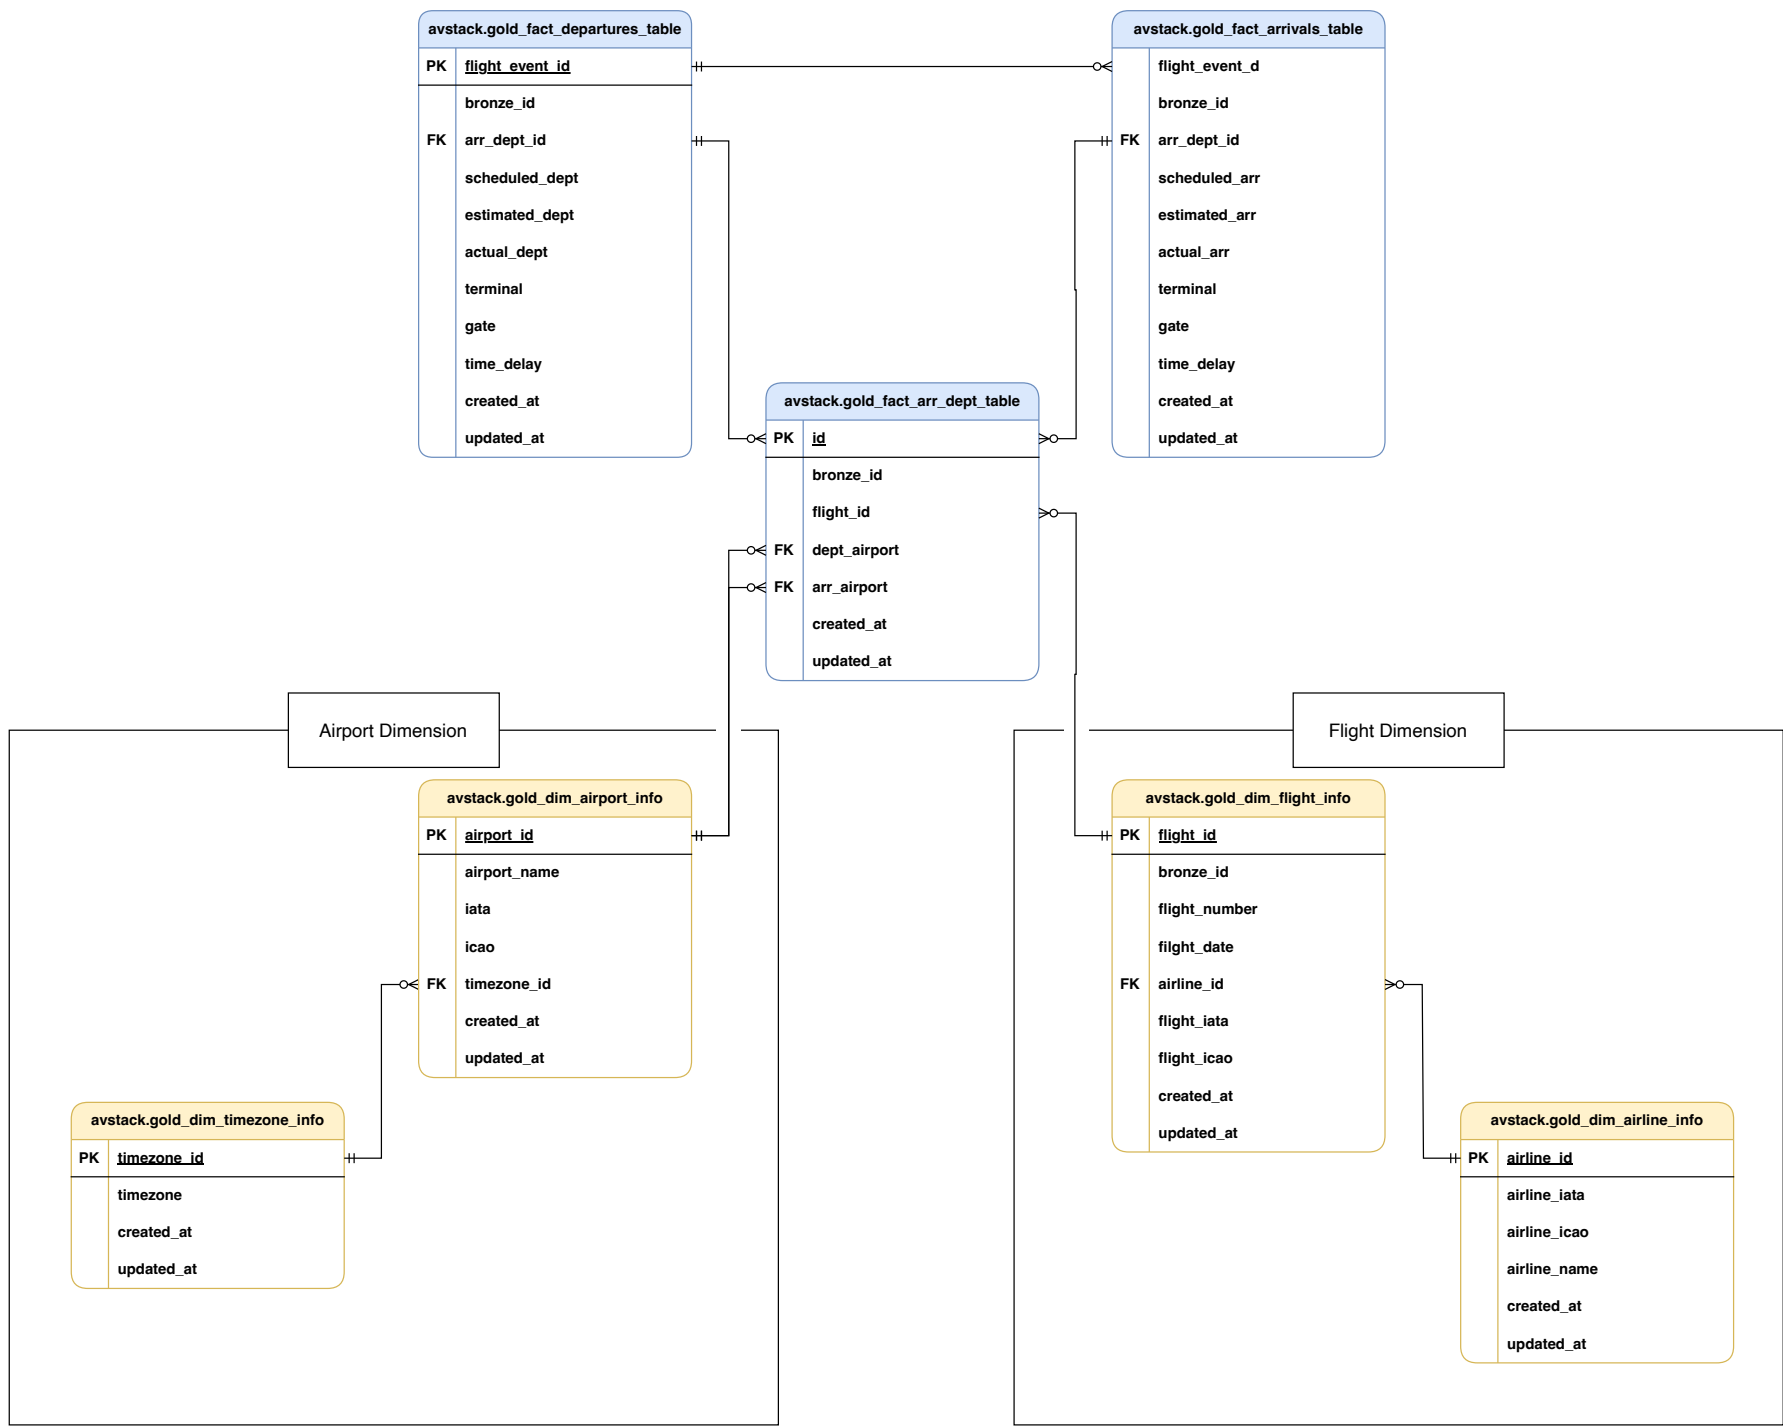 avstack.gold_fact_departures_table
PK flight_event_id
bronze_id
FK arr_dept_id
scheduled_dept
estimated_dept
actual_dept
terminal
gate
time_delay
created_at
updated_at
avstack.gold_fact_arrivals_table
flight_event_d
bronze_id
FK arr_dept_id
scheduled_arr
estimated_arr
actual_arr
terminal
gate
time_delay
created_at
updated_at
avstack.gold_fact_arr_dept_table
PK id
bronze_id
flight_id
FK dept_airport
FK arr_airport
created_at
updated_at
Airport Dimension
avstack.gold_dim_airport_info
PK airport_id
airport_name
iata
icao
FK timezone_id
created_at
updated_at
avstack.gold_dim_timezone_info
PK timezone_id
timezone
created_at
updated_at
Flight Dimension
avstack.gold_dim_flight_info
PK flight_id
bronze_id
flight_number
filght_date
FK airline_id
flight_iata
flight_icao
created_at
updated_at
avstack.gold_dim_airline_info
PK airline_id
airline_iata
airline_icao
airline_name
created_at
updated_at